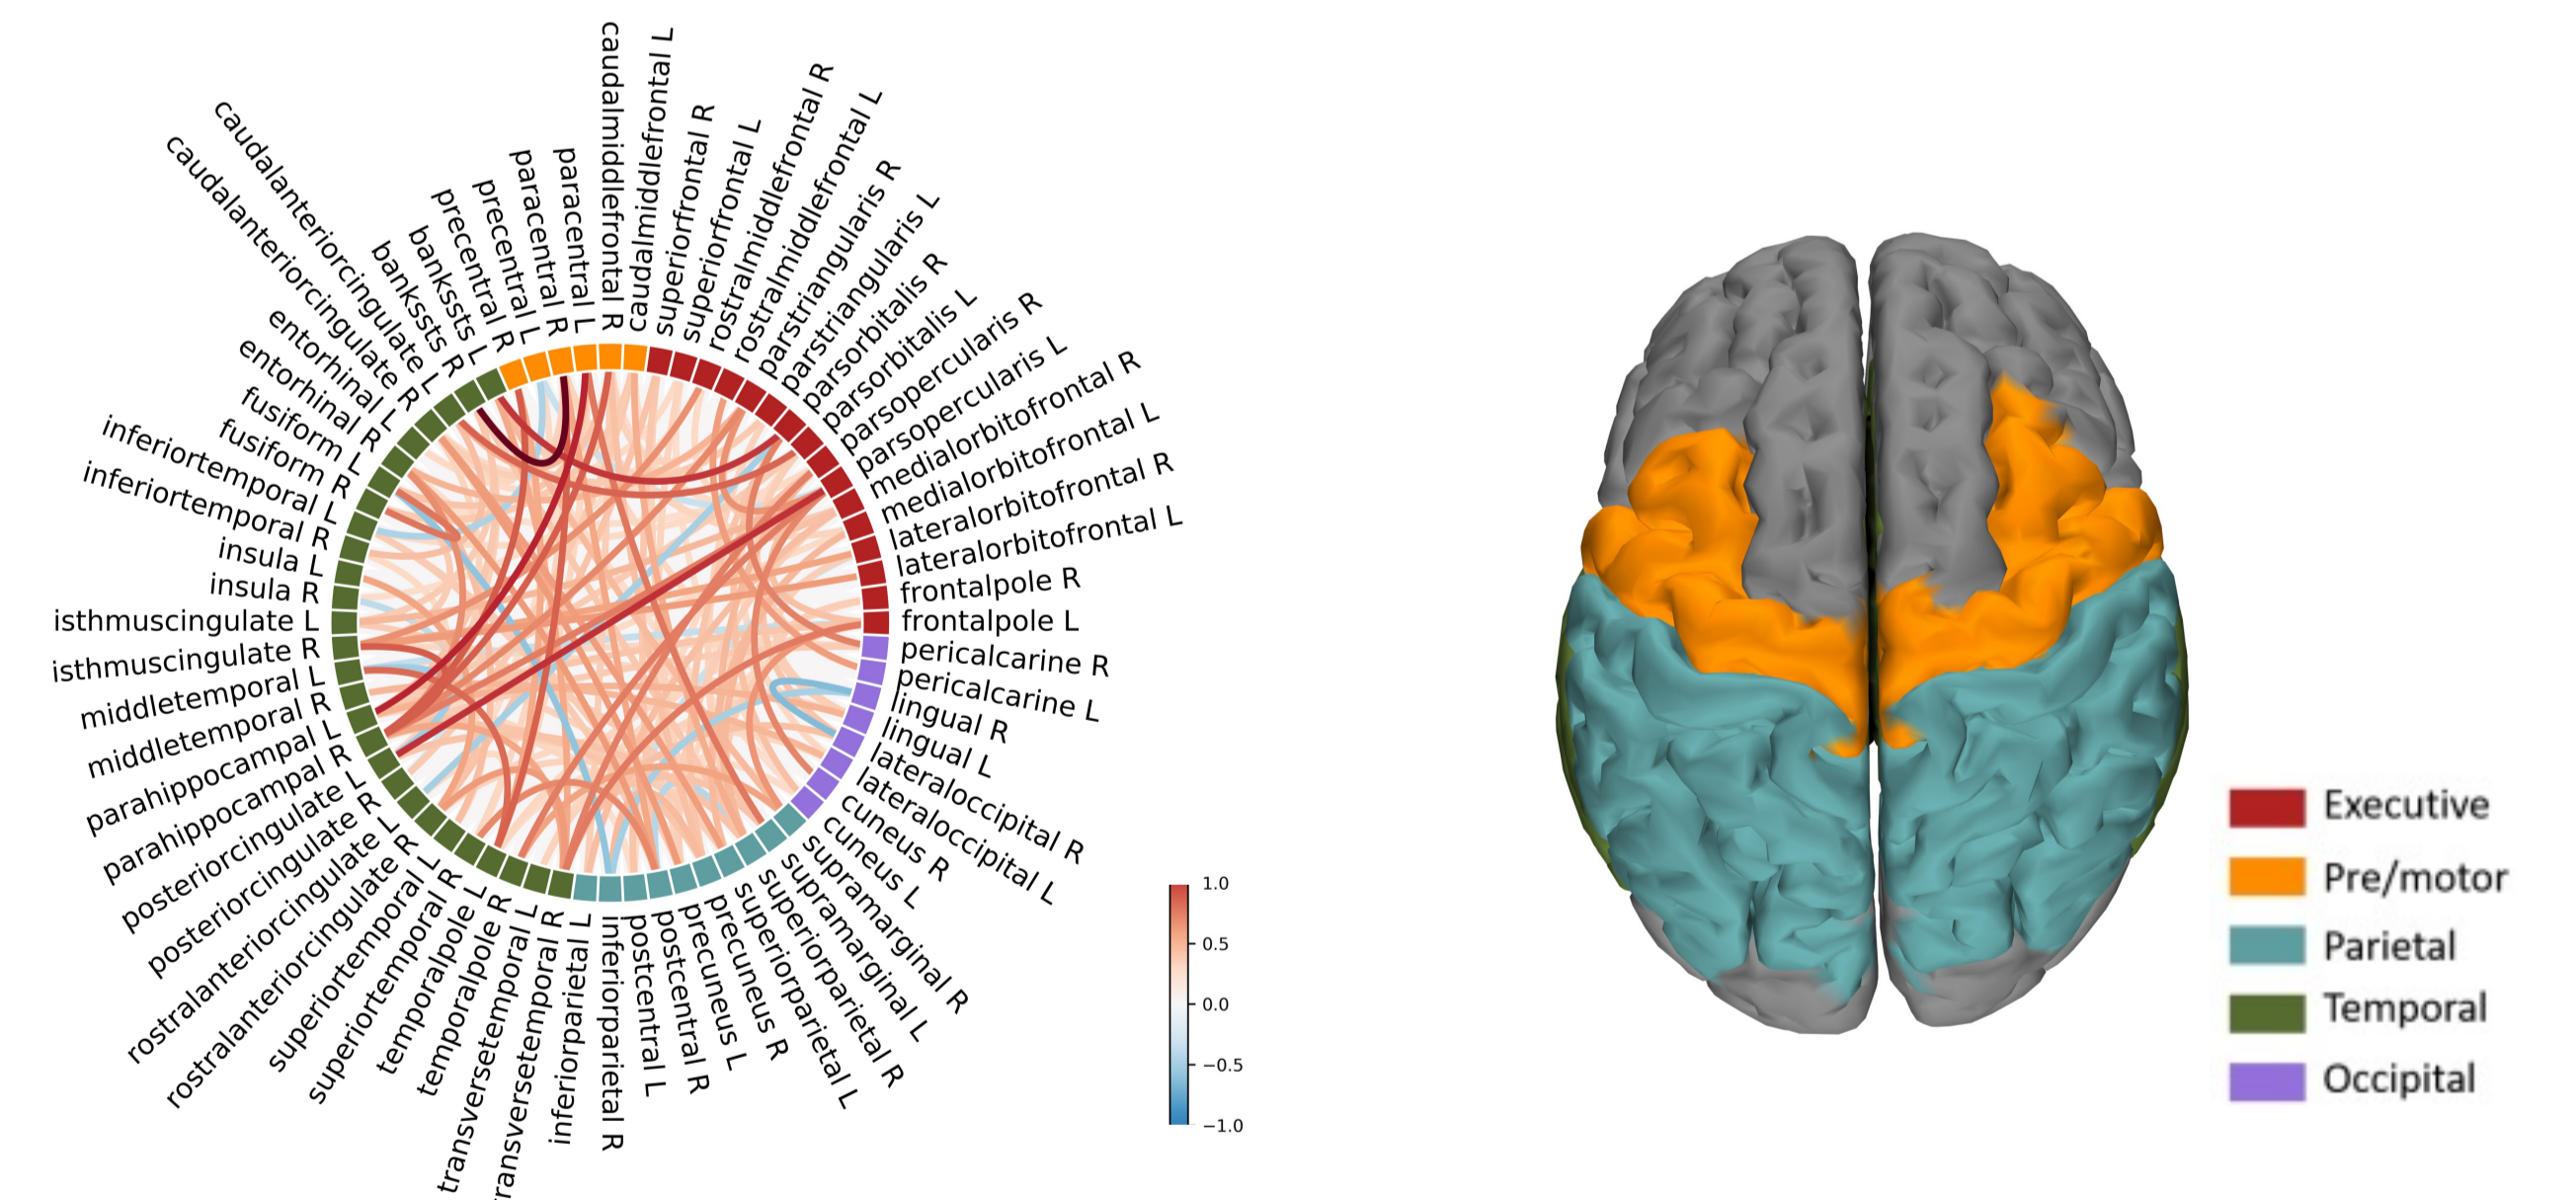 caudalmiddlefrontal R
caudalmiddlefrontal L
superiorfrontal R
superiorfrontal L
rostralmiddlefrontal R
rostralmiddlefrontal L
parstriangularis R
parstriangularis L
parsorbitalis R
parsorbitalis L
parsopercularis R
parsopercularis L
medialorbitofrontal R
medialorbitofrontal L
lateralorbitofrontal R
lateralorbitofrontal L
frontalpole R
frontalpole L
pericalcarine R
pericalcarine L
lingual R
lingual L
lateraloccipital R
lateraloccipital L
cuneus R
cuneus L
supramarginal R
supramarginal L
superiorparietal R
superiorparietal L
precuneus R
precuneus L
postcentral R
postcentral L
inferiorparietal R
inferiorparietal L
ransversetemporal R
transversetemporal L
temporalpole R
temporalpole L
superiortemporal R
superiortemporal L
rostralanteriorcingulate R
rostralanteriorcingulate L
posteriorcingulate R
posteriorcingulate L
parahippocampal R
parahippocampal L
middletemporal R
middletemporal L
isthmuscingulate R
isthmuscingulate L
insula R
insula L
inferiortemporal R
inferiortemporal L
fusiform R
fusiform L
entorhinal R
entorhinal L
caudalanteriorcingulate R
caudalanteriorcingulate L
bankssts R
bankssts L
precentral R
precentral L
paracentral R
paracentral L
1.0
0.5
0.0
−0.5
−1.0
Executive
Pre/motor
Parietal
Temporal
Occipital